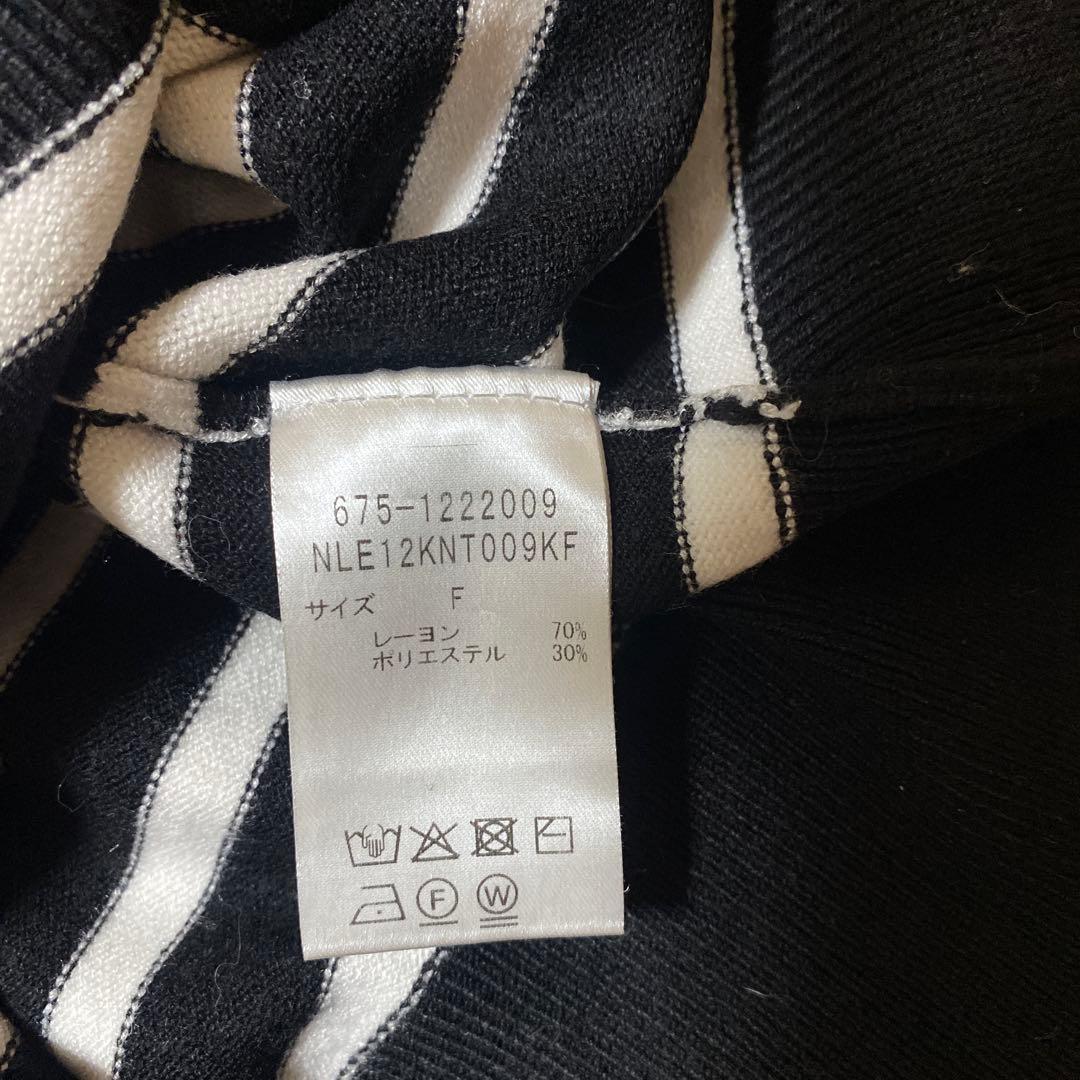 675-1222009
NLE12KNT009KF
サイズ F
レーヨン 70%
ポリエステル 30%
F W